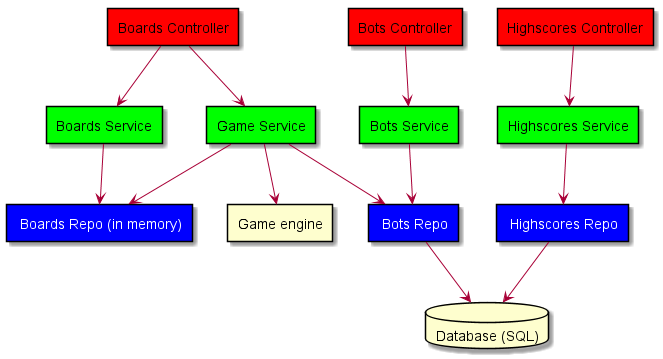 Boards Controller
Bots Controller
Highscores Controller
Boards Service
Game Service
Bots Service
Highscores Service
Boards Repo (in memory)
Game engine
Bots Repo
Highscores Repo
Database (SQL)